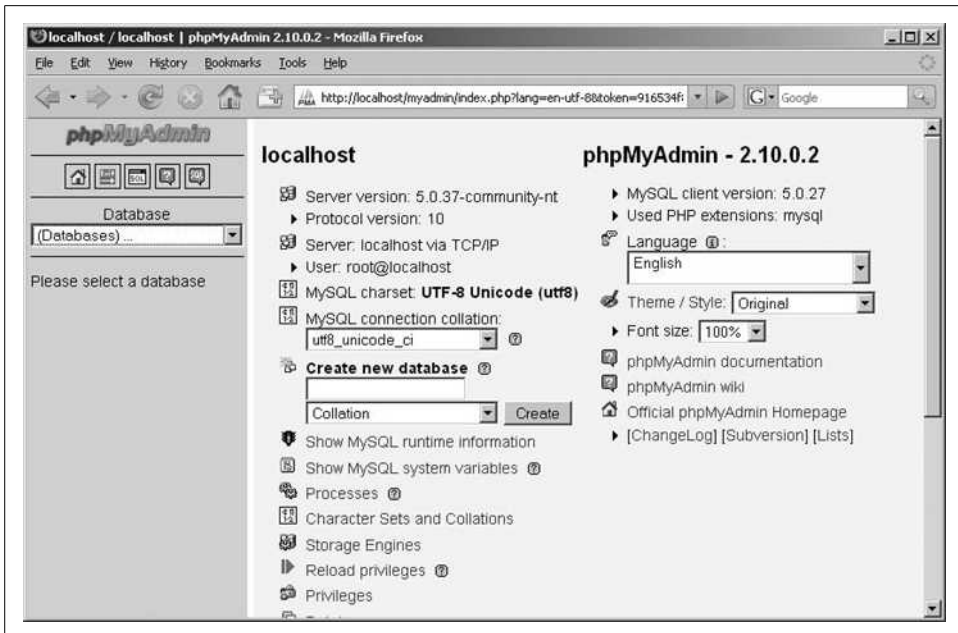 localhost / localhost | phpMyAdmin 2.10.0.2 - Mozilla Firefox
File Edit View History Bookmarks Tools Help
http://localhost/myadmin/index.php?lang=en-utf-8&token=916534f
Google
phpMyAdmin
SQL
Database
(Databases) ...
Please select a database
localhost
Server version: 5.0.37-community-nt
Protocol version: 10
Server: localhost via TCP/IP
User: root@localhost
MySQL charset: UTF-8 Unicode (utf8)
MySQL connection collation:
utf8_unicode_ci
Create new database
Collation
Create
Show MySQL runtime information
Show MySQL system variables
Processes
Character Sets and Collations
Storage Engines
Reload privileges
Privileges
phpMyAdmin - 2.10.0.2
MySQL client version: 5.0.27
Used PHP extensions: mysql
Language :
English
Theme / Style: Original
Font size: 100%
phpMyAdmin documentation
phpMyAdmin wiki
Official phpMyAdmin Homepage
[ChangeLog] [Subversion] [Lists]